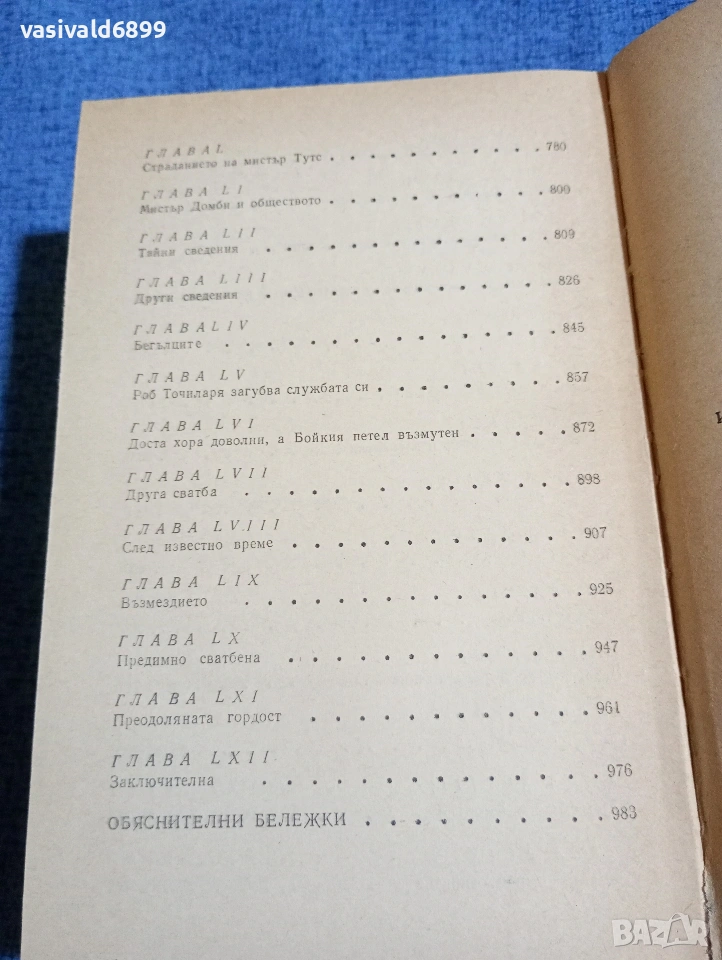 vasivald6899
ГЛАВА L
Страданието на мистър Тутс . . . . . . . . . . . 780
ГЛАВА LI
Мистър Домби и обществото . . . . . . . . . . . 800
ГЛАВА LII
Тайни сведения . . . . . . . . . . . . . . 809
ГЛАВА LIII
Други сведения . . . . . . . . . . . . . . 826
ГЛАВА LIV
Бегълците . . . . . . . . . . . . . . . 845
ГЛАВА LV
Роб Точиларя загубва службата си . . . . . . . . 857
ГЛАВА LVI
Доста хора доволни, а Бойкия петел възмутен . . . . . 872
ГЛАВА LVII
Друга сватба . . . . . . . . . . . . . . 898
ГЛАВА LVIII
След известно време . . . . . . . . . . . . 907
ГЛАВА LIX
Възмездието . . . . . . . . . . . . . . 925
ГЛАВА LX
Предимно сватбена . . . . . . . . . . . . 947
ГЛАВА LXI
Преодоляната гордост . . . . . . . . . . . 961
ГЛАВА LXII
Заключителна . . . . . . . . . . . . . 976
ОБЯСНИТЕЛНИ БЕЛЕЖКИ . . . . . . . . . 983
BAZAR